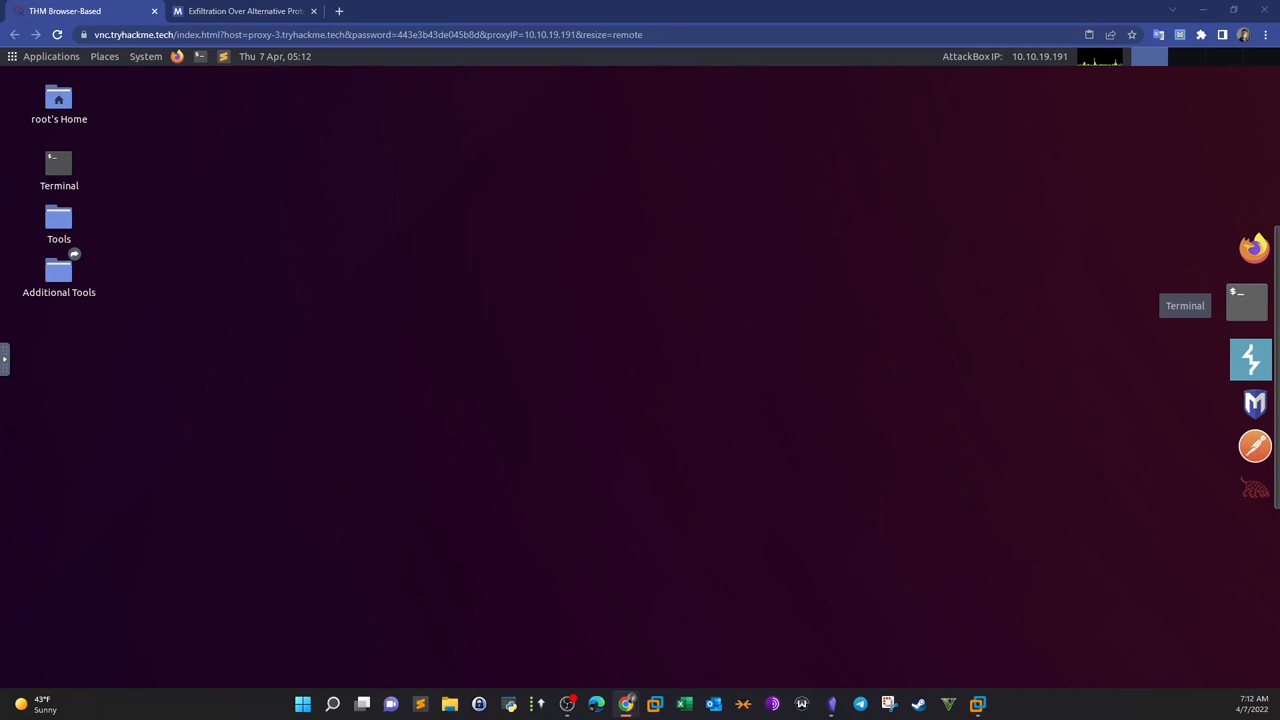 THM Browser-Based
Exfiltration Over Alternative Prot
vnc.tryhackme.tech/index.html?host=proxy-3.tryhackme.tech&password=443e3b43de045b8d&proxyIP=10.10.19.191&resize=remote
Applications Places System Thu 7 Apr, 05:12 AttackBox IP: 10.10.19.191
root's Home
$ _
Terminal
Tools
Additional Tools
$ _
Terminal
43°F
Sunny
7:12 AM
4/7/2022